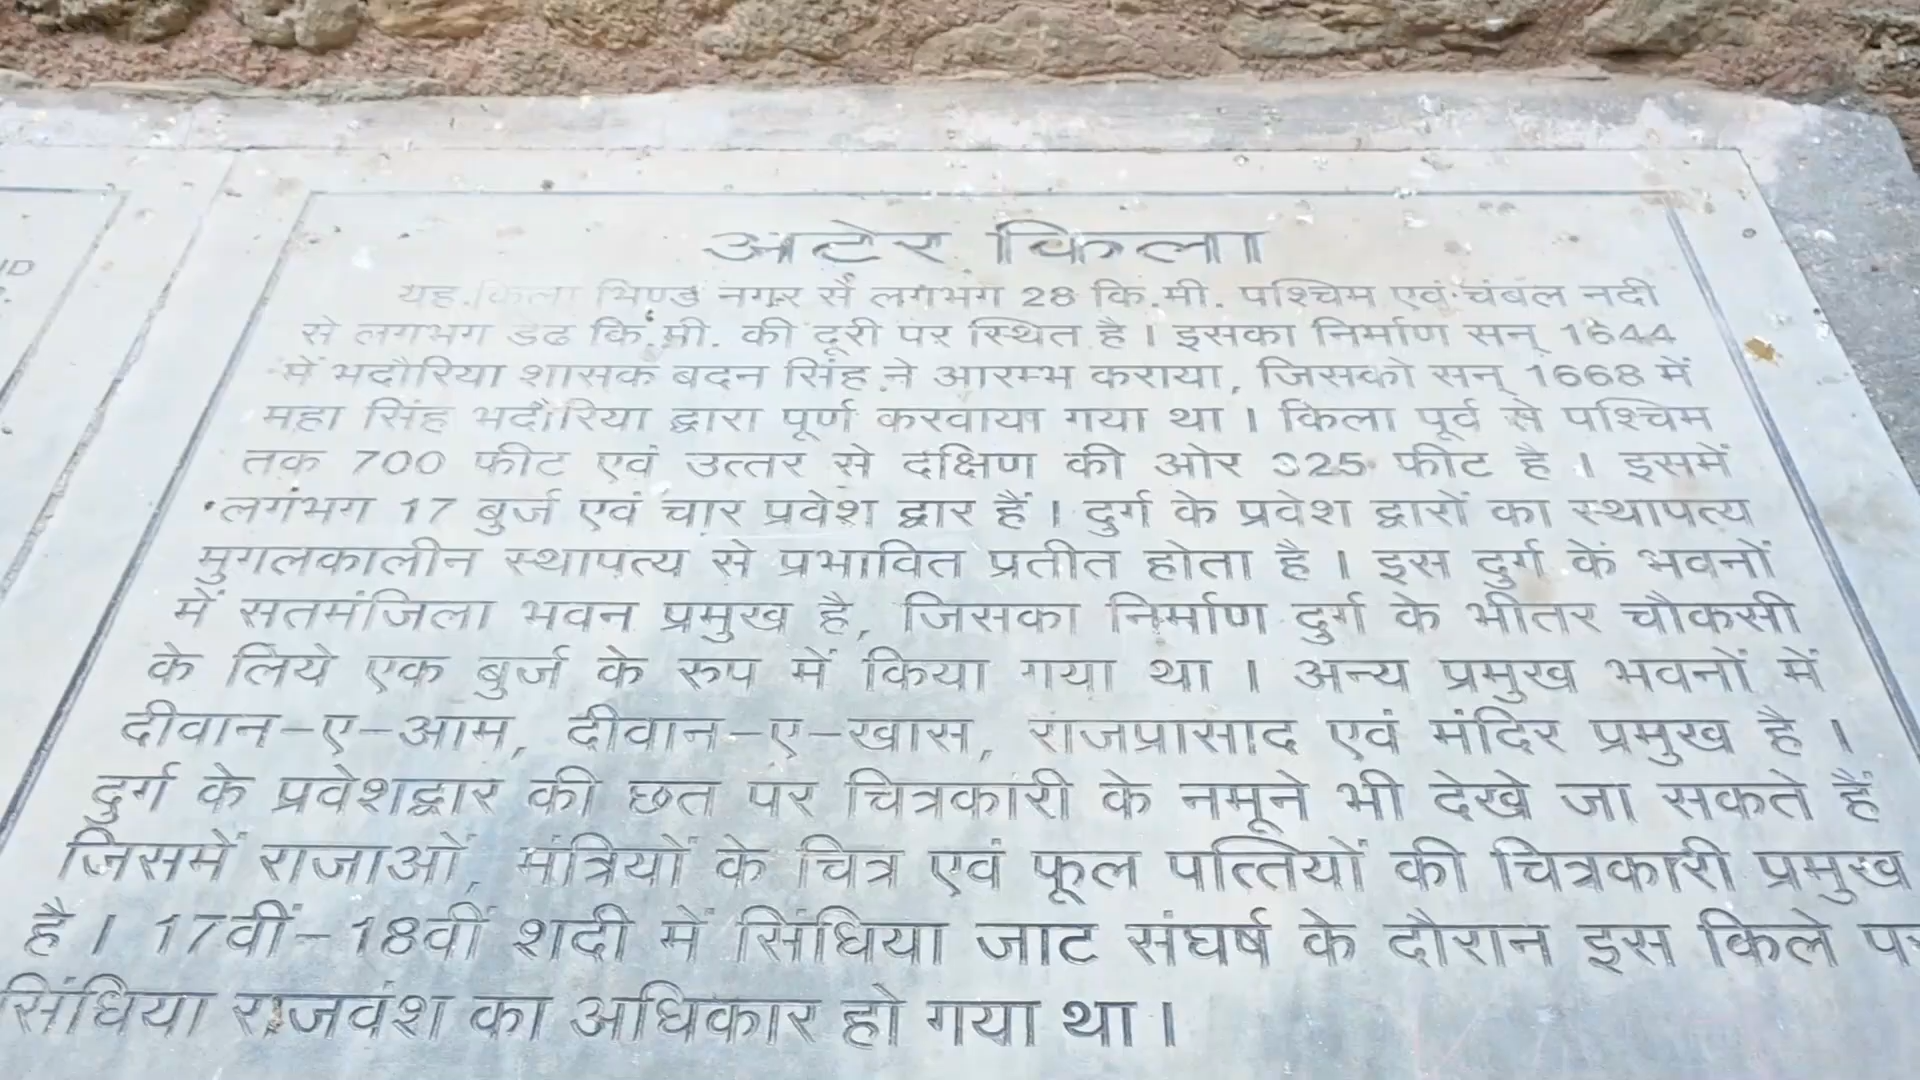 अटेर किला
यह किला भिण्ड नगर से लगभग 28 कि.मी. पश्चिम एवं चंबल नदी
से लगभग डेढ कि.मी. की दूरी पर स्थित है । इसका निर्माण सन् 1644
में भदौरिया शासक बदन सिंह ने आरम्भ कराया, जिसको सन् 1668 में
महा सिंह भदौरिया द्वारा पूर्ण करवाया गया था । किला पूर्व से पश्चिम
तक 700 फीट एवं उत्तर से दक्षिण की ओर 325 फीट है । इसमें
लगभग 17 बुर्ज एवं चार प्रवेश द्वार हैं । दुर्ग के प्रवेश द्वारों का स्थापत्य
मुगलकालीन स्थापत्य से प्रभावित प्रतीत होता है । इस दुर्ग के भवनों
में सतमंजिला भवन प्रमुख है, जिसका निर्माण दुर्ग के भीतर चौकसी
के लिये एक बुर्ज के रुप में किया गया था । अन्य प्रमुख भवनों में
दीवान-ए-आम, दीवान-ए-खास, राजप्रासाद एवं मंदिर प्रमुख है ।
दुर्ग के प्रवेशद्वार की छत पर चित्रकारी के नमूने भी देखे जा सकते हैं
जिसमें राजाओं, मंत्रियों के चित्र एवं फूल पत्तियों की चित्रकारी प्रमुख
है । 17वीं-18वीं शदी में सिंधिया जाट संघर्ष के दौरान इस किले पर
सिंधिया राजवंश का अधिकार हो गया था ।